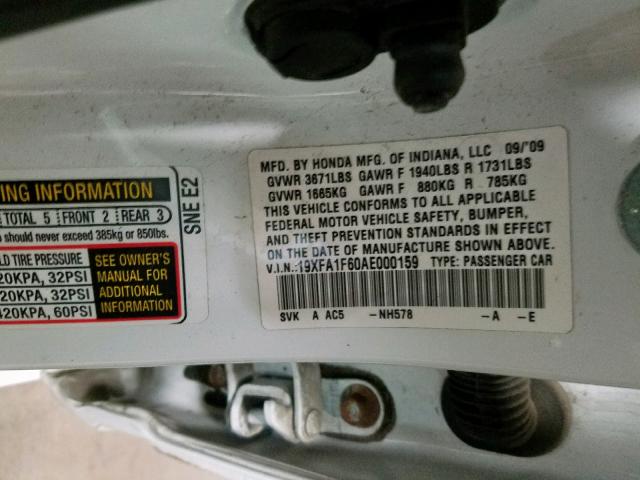 ING INFORMATION
TOTAL 5 FRONT 2 REAR 3
should never exceed 385kg or 850lbs.
LD TIRE PRESSURE
20KPA, 32PSI
20KPA, 32PSI
420KPA, 60PSI
SEE OWNER'S
MANUAL FOR
ADDITIONAL
INFORMATION
SNE E2
MFD. BY HONDA MFG. OF INDIANA, LLC 09/'09
GVWR 3671LBS GAWR F 1940LBS R 1731LBS
GVWR 1665KG GAWR F 880KG R 785KG
THIS VEHICLE CONFORMS TO ALL APPLICABLE
FEDERAL MOTOR VEHICLE SAFETY, BUMPER,
AND THEFT PREVENTION STANDARDS IN EFFECT
ON THE DATE OF MANUFACTURE SHOWN ABOVE.
V.I.N.:19XFA1F60AE000159 TYPE: PASSENGER CAR
SVK A AC5 -NH578 -A -E